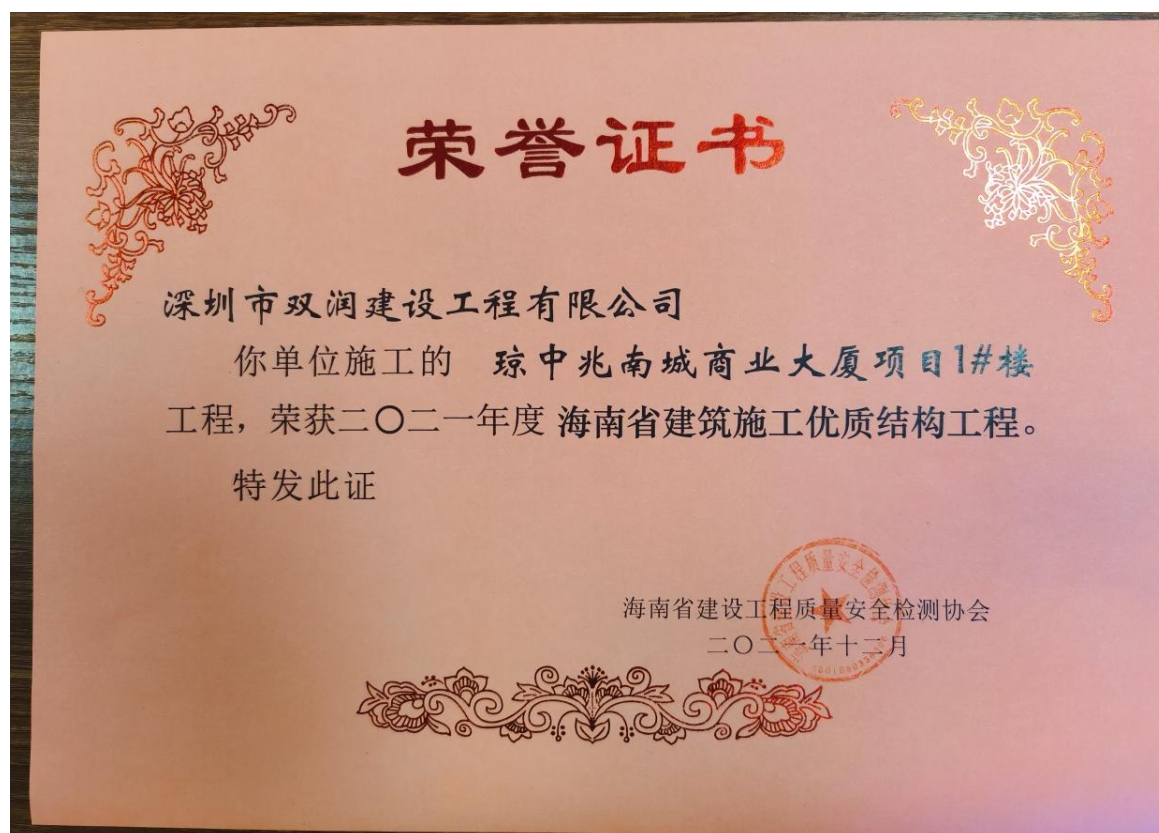 荣誉证书
深圳市双润建设工程有限公司
你单位施工的 琼中兆南城商业大厦项目1#楼
工程，荣获二〇二一年度 海南省建筑施工优质结构工程。
特发此证
海南省建设工程质量安全检测协会
二〇二一年十二月